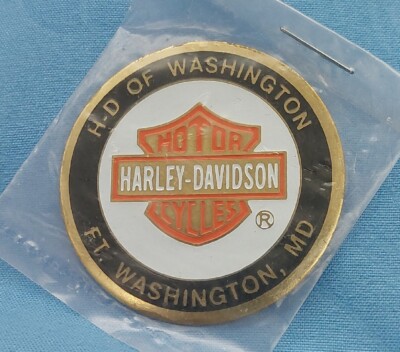 H-D OF WASHINGTON
MOTOR
HARLEY-DAVIDSON
CYCLES
®
FT. WASHINGTON, MD